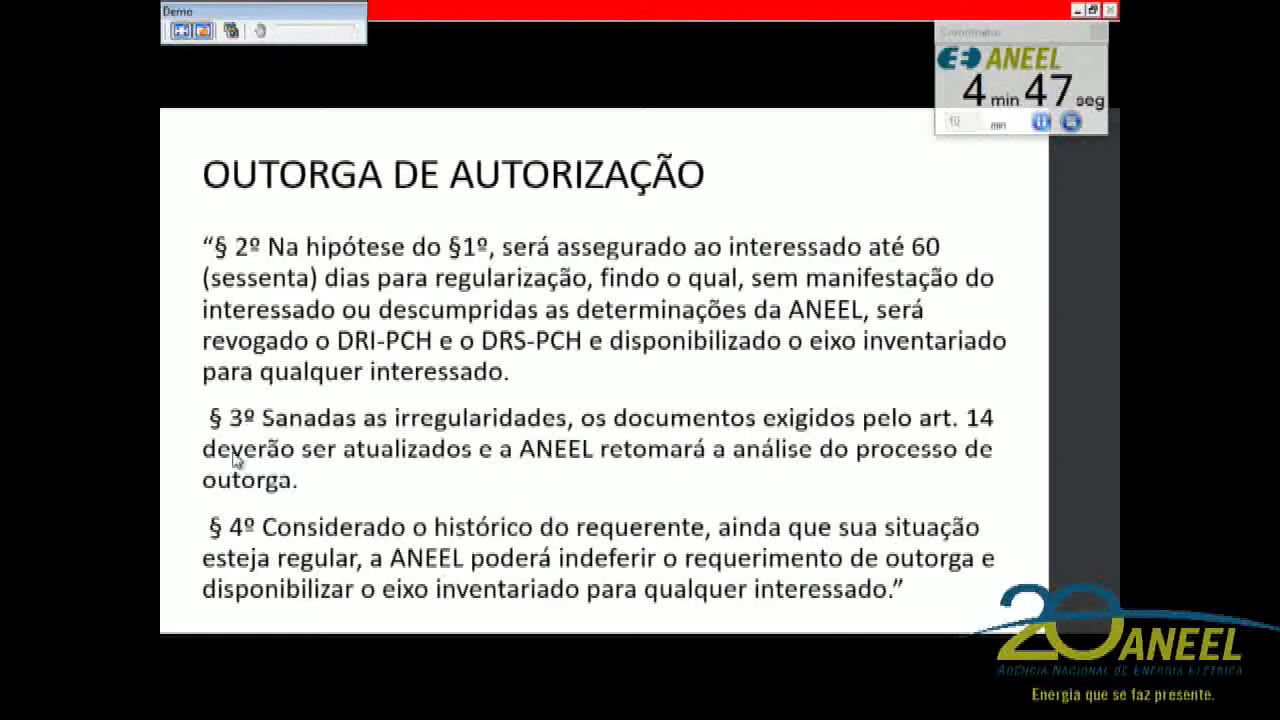 Demo
Cronômetro
ANEEL
4 min 47 seg
10 min
OUTORGA DE AUTORIZAÇÃO
“§ 2º Na hipótese do §1º, será assegurado ao interessado até 60
(sessenta) dias para regularização, findo o qual, sem manifestação do
interessado ou descumpridas as determinações da ANEEL, será
revogado o DRI-PCH e o DRS-PCH e disponibilizado o eixo inventariado
para qualquer interessado.
§ 3º Sanadas as irregularidades, os documentos exigidos pelo art. 14
deverão ser atualizados e a ANEEL retomará a análise do processo de
outorga.
§ 4º Considerado o histórico do requerente, ainda que sua situação
esteja regular, a ANEEL poderá indeferir o requerimento de outorga e
disponibilizar o eixo inventariado para qualquer interessado.”
20 ANEEL
AGÊNCIA NACIONAL DE ENERGIA ELÉTRICA
Energia que se faz presente.